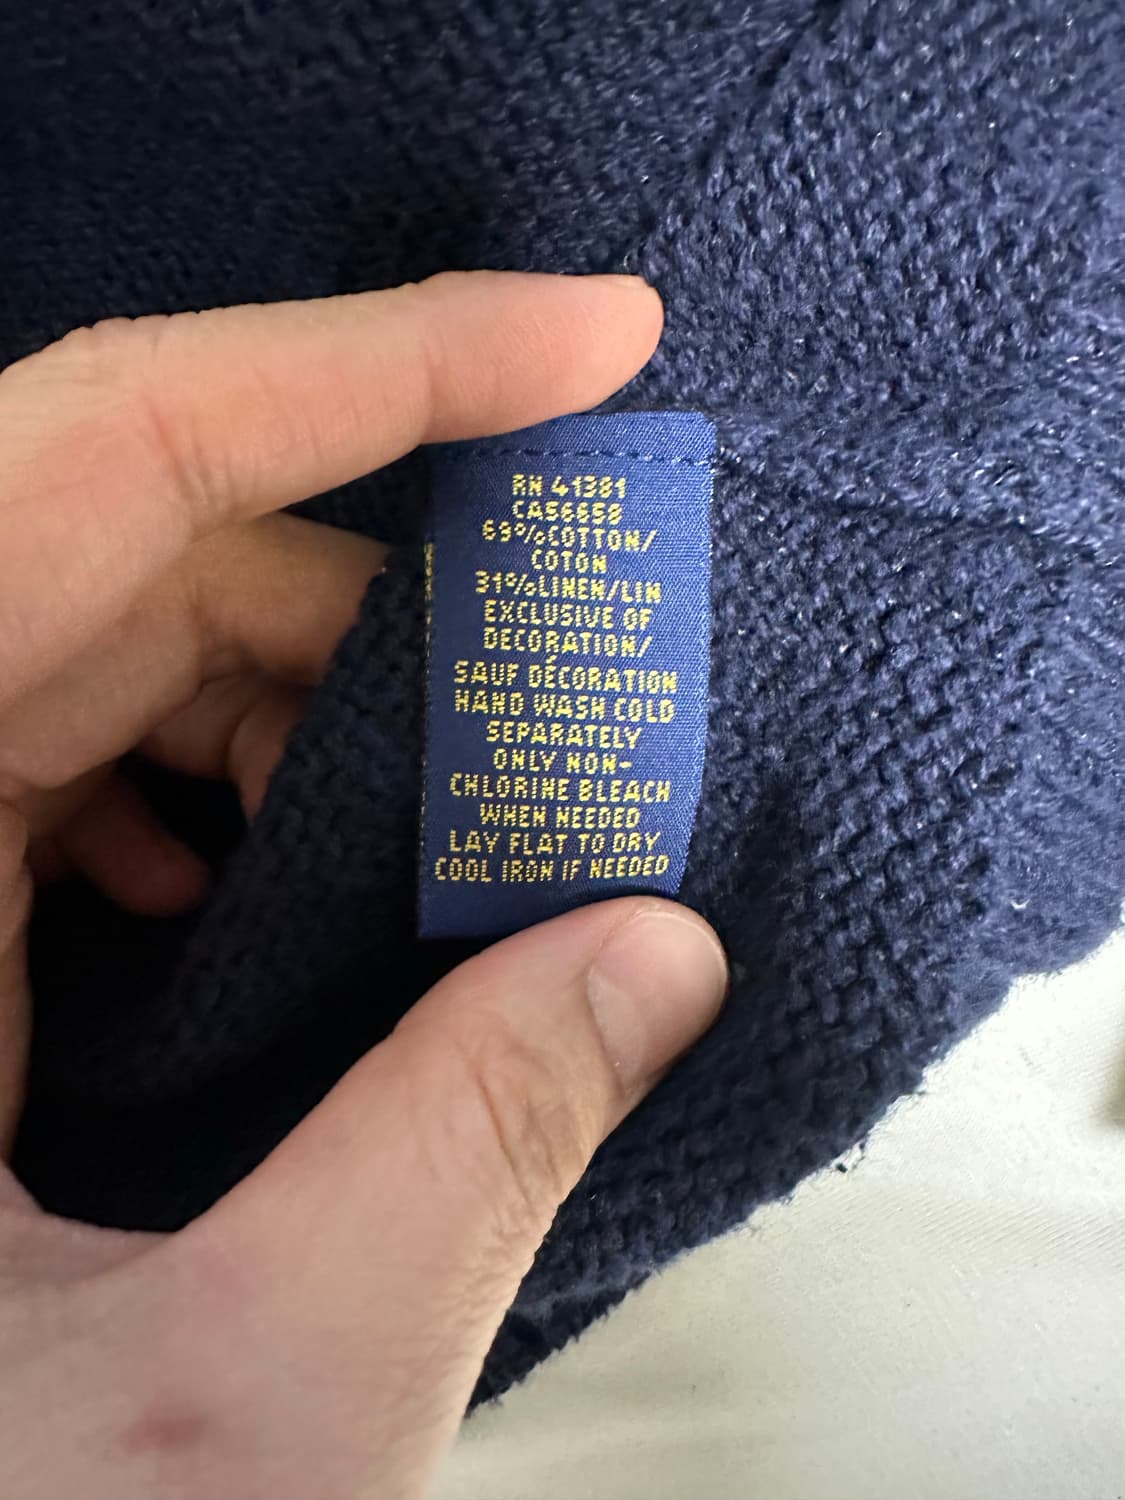 RN 41381
CA56658
69%COTTON/
COTON
31%LINEN/LIN
EXCLUSIVE OF
DECORATION/
SAUF DÉCORATION
HAND WASH COLD
SEPARATELY
ONLY NON-
CHLORINE BLEACH
WHEN NEEDED
LAY FLAT TO DRY
COOL IRON IF NEEDED